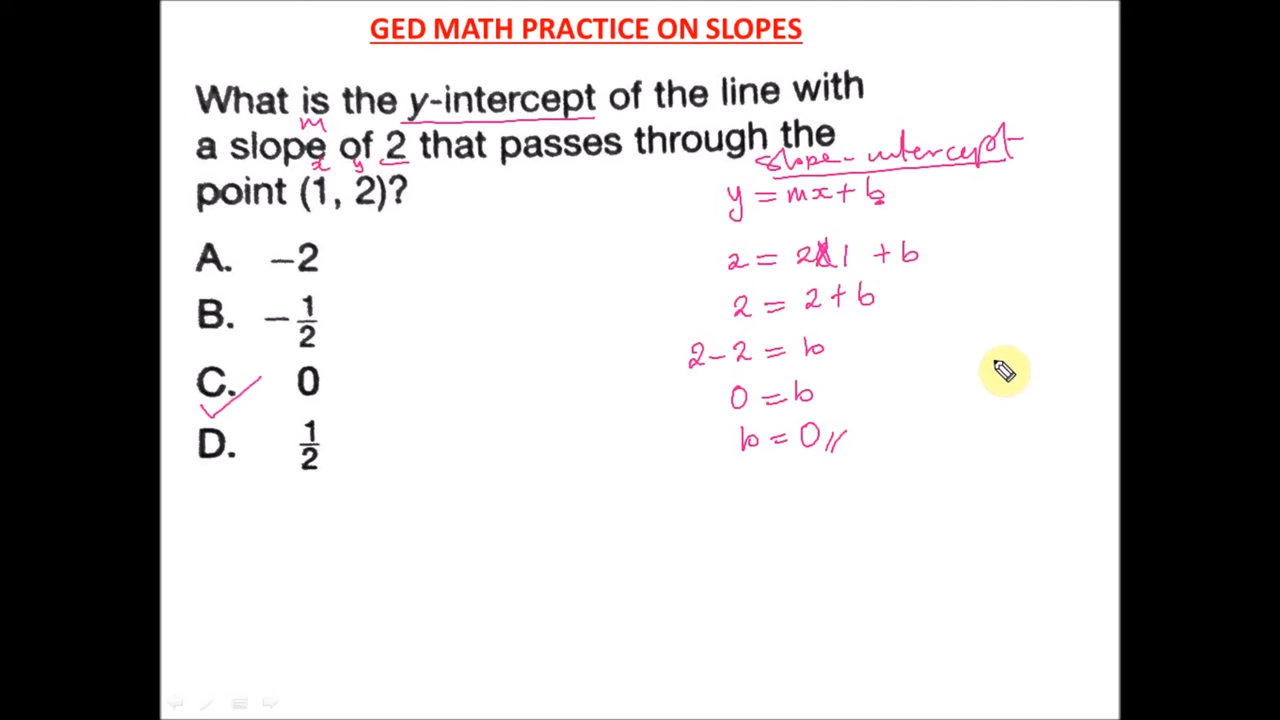 GED MATH PRACTICE ON SLOPES
What is the y-intercept of the line with
m
a slope of 2 that passes through the
x y
slope-intercept
point (1, 2)?
y = mx + b
A. −2
2 = 2x1 + b
B. −1/2
2 = 2 + b
2 − 2 = b
C. 0
0 = b
D. 1/2
b = 0//